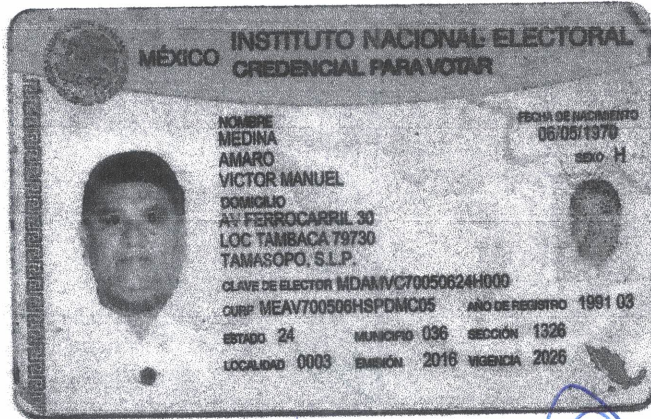 MÉXICO INSTITUTO NACIONAL ELECTORAL
CREDENCIAL PARA VOTAR
NOMBRE
MEDINA
AMARO
VICTOR MANUEL
FECHA DE NACIMIENTO
06/05/1970
SEXO H
DOMICILIO
AV FERROCARRIL 30
LOC TAMBACA 79730
TAMASOPO, S.L.P.
CLAVE DE ELECTOR MDAMVC70050624H000
CURP MEAV700506HSPDMC05 AÑO DE REGISTRO 1991 03
ESTADO 24 MUNICIPIO 036 SECCIÓN 1326
LOCALIDAD 0003 EMISIÓN 2016 VIGENCIA 2026